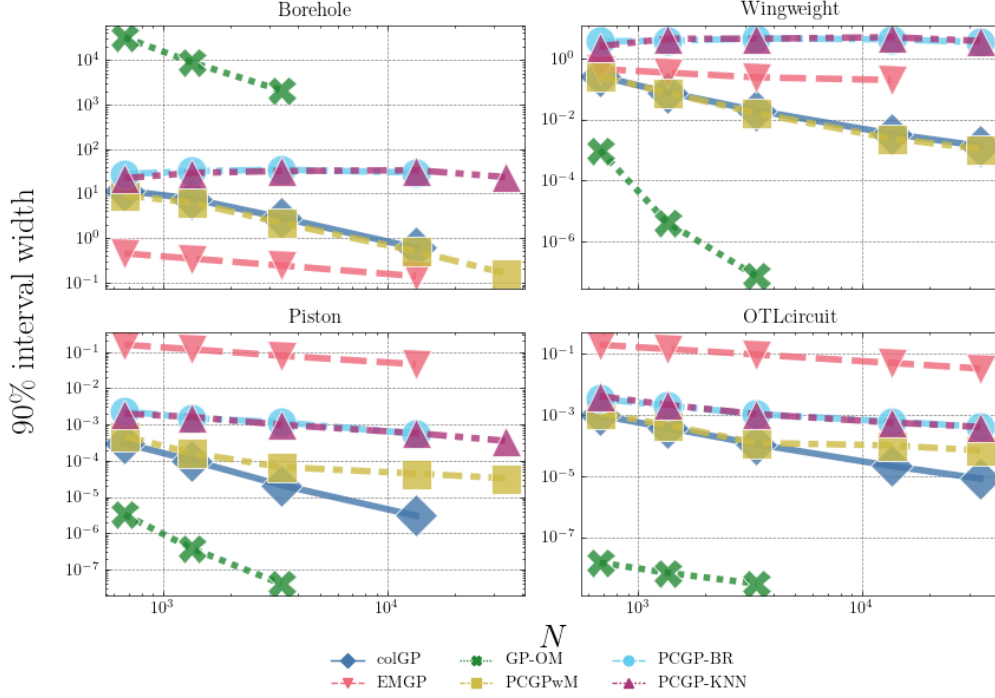 Borehole
Wingweight
10^4
10^3
10^2
10^1
10^0
10^-1
10^0
10^-2
10^-4
10^-6
90% interval width
Piston
OTLcircuit
10^-1
10^-2
10^-3
10^-4
10^-5
10^-6
10^-7
10^-1
10^-3
10^-5
10^-7
10^3
10^4
10^3
10^4
N
colGP
GP-OM
PCGP-BR
EMGP
PCGPwM
PCGP-KNN